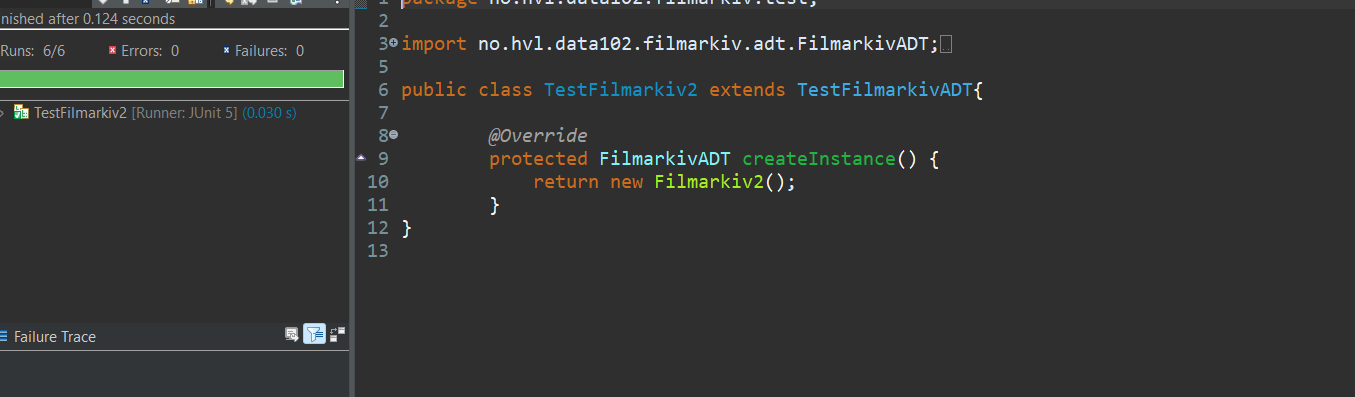 nished after 0.124 seconds
Runs: 6/6 Errors: 0 Failures: 0
TestFilmarkiv2 [Runner: JUnit 5] (0.030 s)
Failure Trace
1 package no.hvl.data102.filmarkiv.test;
2
3 import no.hvl.data102.filmarkiv.adt.FilmarkivADT;
5
6 public class TestFilmarkiv2 extends TestFilmarkivADT{
7
8 @Override
9 protected FilmarkivADT createInstance() {
10 return new Filmarkiv2();
11 }
12 }
13